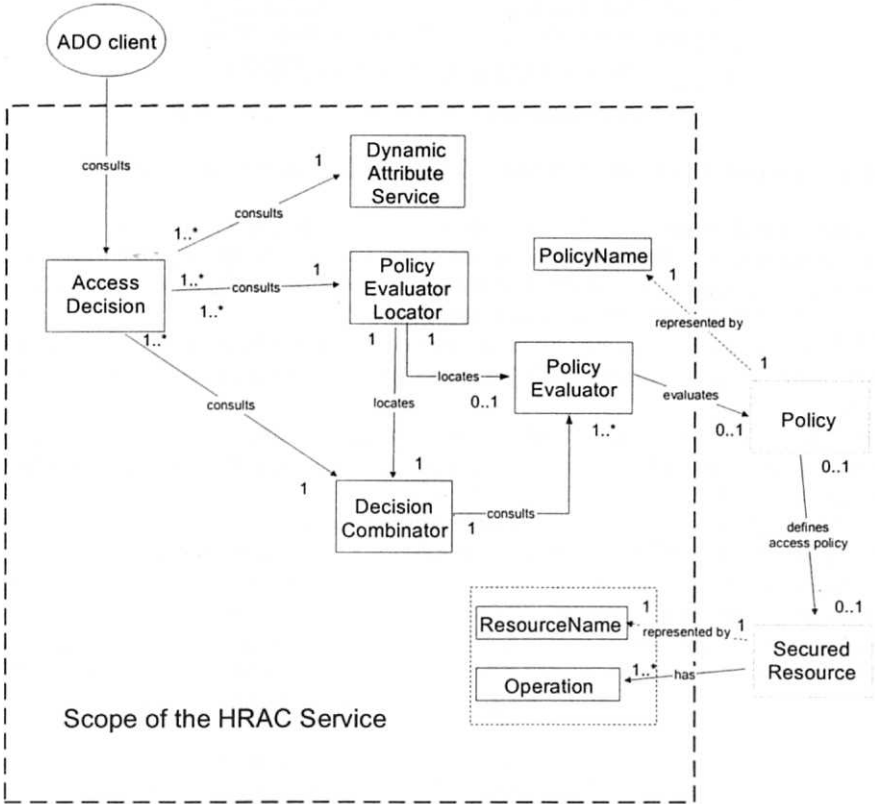 ADO client
consults
Dynamic
Attribute
Service
1
consults
1..*
PolicyName
1
Access
Decision
1..*
consults
1
1..*
Policy
Evaluator
Locator
represented by
1
1..*
1
1
Policy
Evaluator
locates
0..1
evaluates
0..1
Policy
consults
locates
1..*
0..1
1
1
Decision
Combinator
consults
1
defines
access policy
0..1
ResourceName
1
represented by
1
Secured
Resource
Operation
1..*
has
Scope of the HRAC Service